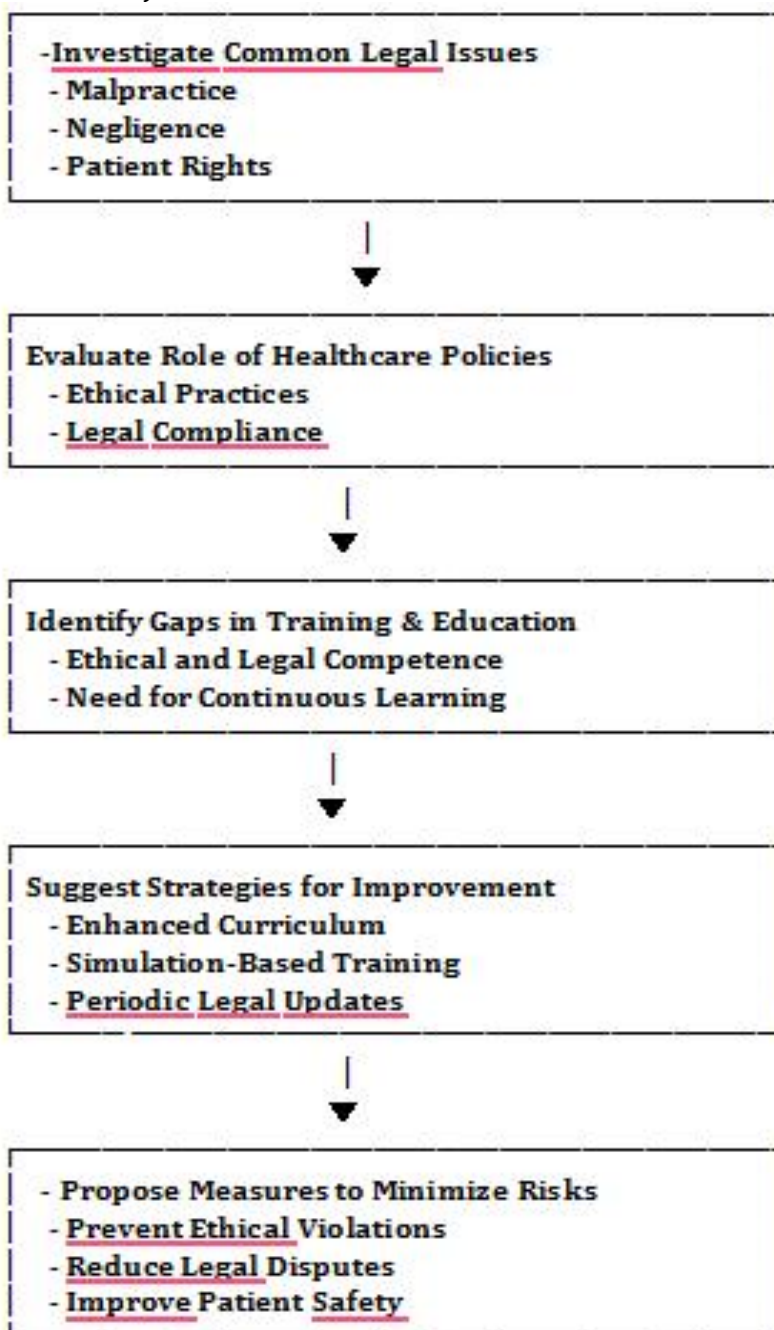 -Investigate Common Legal Issues
- Malpractice
- Negligence
- Patient Rights
Evaluate Role of Healthcare Policies
- Ethical Practices
- Legal Compliance
Identify Gaps in Training & Education
- Ethical and Legal Competence
- Need for Continuous Learning
Suggest Strategies for Improvement
- Enhanced Curriculum
- Simulation-Based Training
- Periodic Legal Updates
- Propose Measures to Minimize Risks
- Prevent Ethical Violations
- Reduce Legal Disputes
- Improve Patient Safety